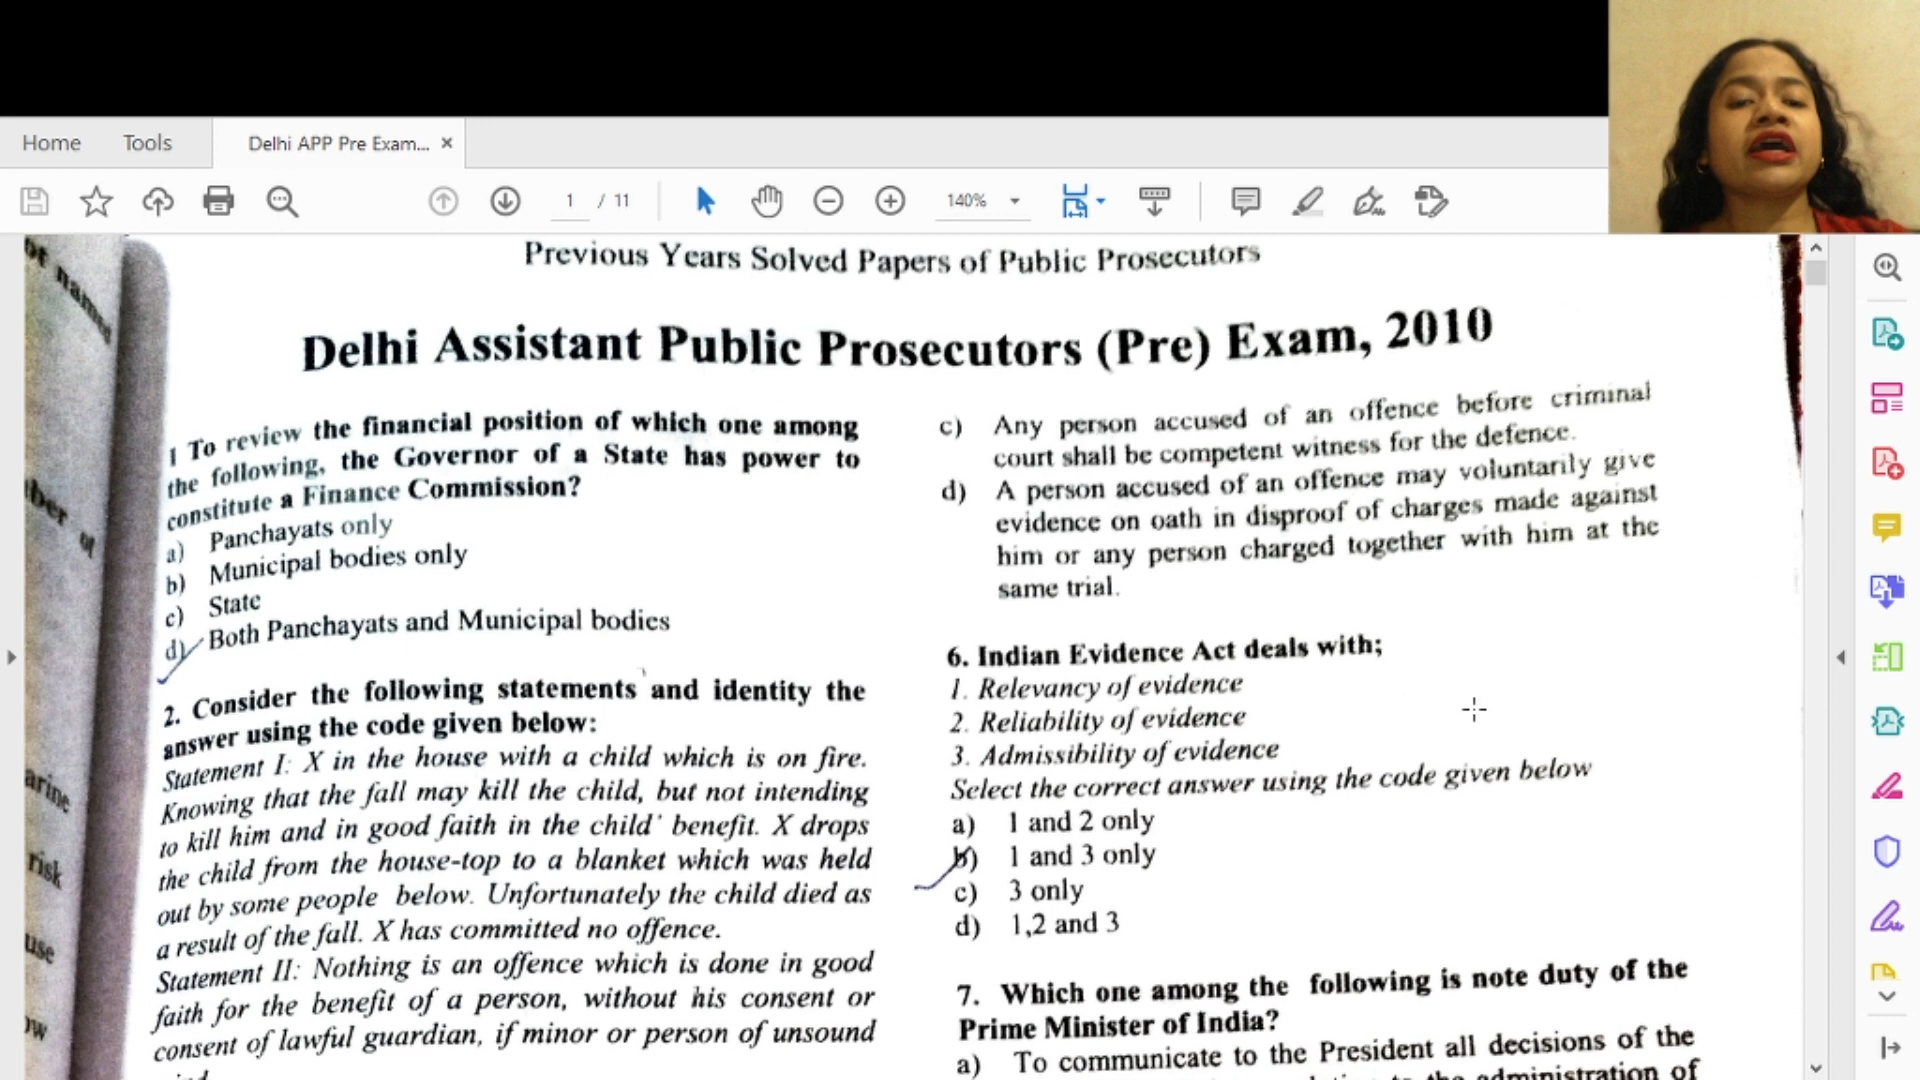 Home
Tools
Delhi APP Pre Exam... ×
1 / 11
140%
of names
ber of
arine
risk
use
ow
Previous Years Solved Papers of Public Prosecutors
Delhi Assistant Public Prosecutors (Pre) Exam, 2010
1 To review the financial position of which one among
the following, the Governor of a State has power to
constitute a Finance Commission?
a) Panchayats only
b) Municipal bodies only
c) State
d) Both Panchayats and Municipal bodies
2. Consider the following statements and identity the
answer using the code given below:
Statement I: X in the house with a child which is on fire.
Knowing that the fall may kill the child, but not intending
to kill him and in good faith in the child' benefit. X drops
the child from the house-top to a blanket which was held
out by some people below. Unfortunately the child died as
a result of the fall. X has committed no offence.
Statement II: Nothing is an offence which is done in good
faith for the benefit of a person, without his consent or
consent of lawful guardian, if minor or person of unsound
c) Any person accused of an offence before criminal
court shall be competent witness for the defence.
d) A person accused of an offence may voluntarily give
evidence on oath in disproof of charges made against
him or any person charged together with him at the
same trial.
6. Indian Evidence Act deals with;
1. Relevancy of evidence
2. Reliability of evidence
3. Admissibility of evidence
Select the correct answer using the code given below
a) 1 and 2 only
b) 1 and 3 only
c) 3 only
d) 1,2 and 3
7. Which one among the following is note duty of the
Prime Minister of India?
a) To communicate to the President all decisions of the
administration of